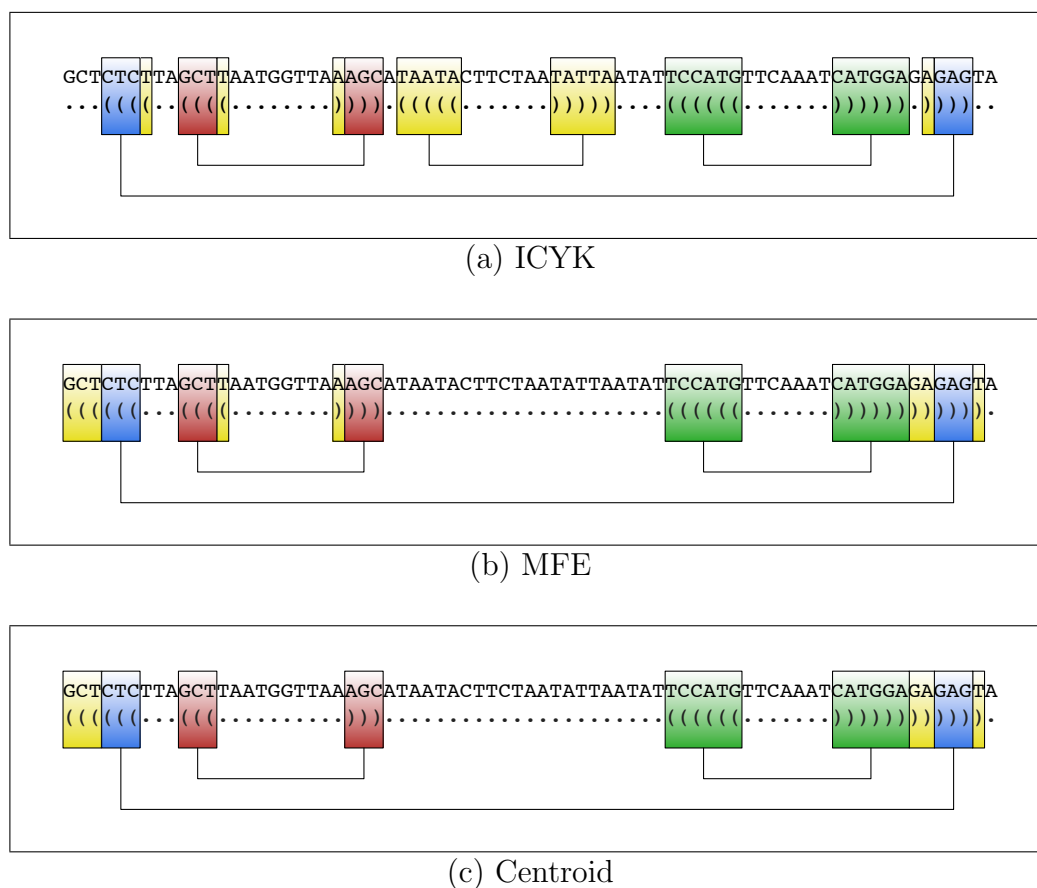 GCTCTCTTAGCTTAATGGTTAAAGCATAATACTTCTAATATTAATATTCCATGTTCAAATCATGGAGAGAGTA
...((((..((((........)))).(((((.......)))))....((((((.......)))))).))))..
(a) ICYK
GCTCTCTTAGCTTAATGGTTAAAGCATAATACTTCTAATATTAATATTCCATGTTCAAATCATGGAGAGAGTA
((((((...((((........))))......................((((((.......)))))))))))).
(b) MFE
GCTCTCTTAGCTTAATGGTTAAAGCATAATACTTCTAATATTAATATTCCATGTTCAAATCATGGAGAGAGTA
((((((...(((..........)))......................((((((.......)))))))))))).
(c) Centroid